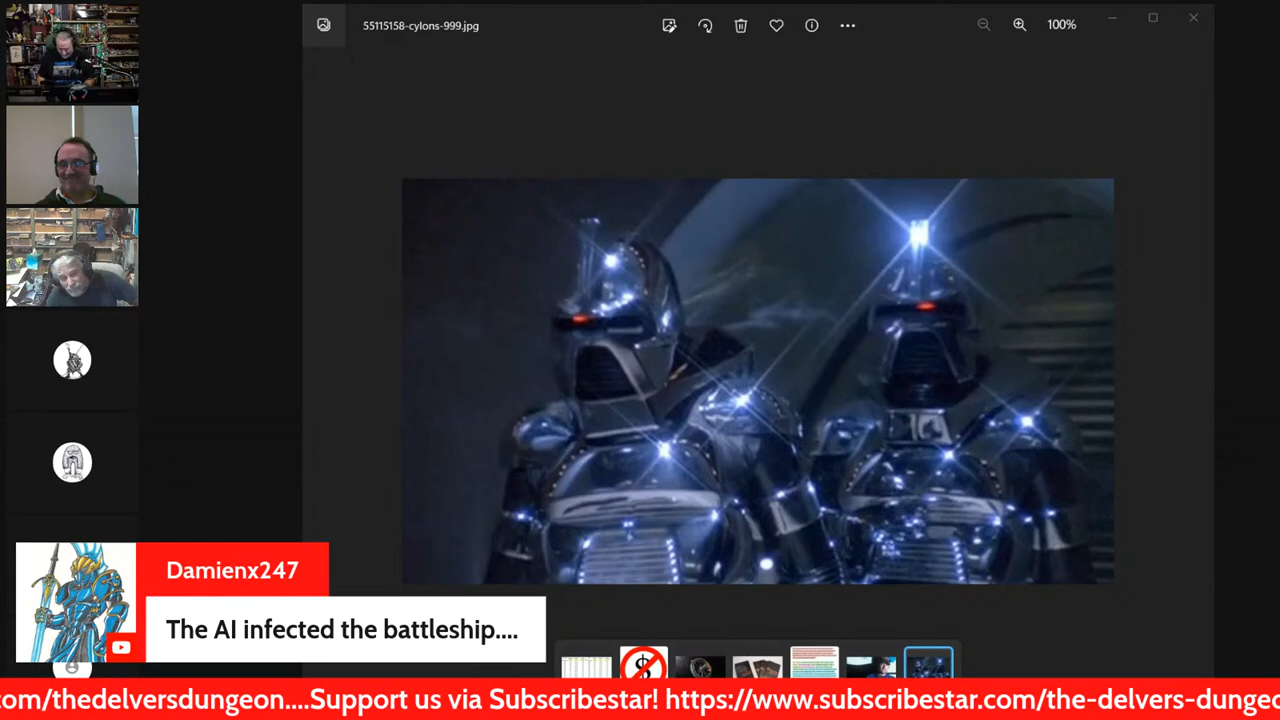 55115158-cylons-999.jpg
100%
$
Damienx247
The AI infected the battleship....
com/thedelversdungeon....Support us via Subscribestar! https://www.subscribestar.com/the-delvers-dungeo